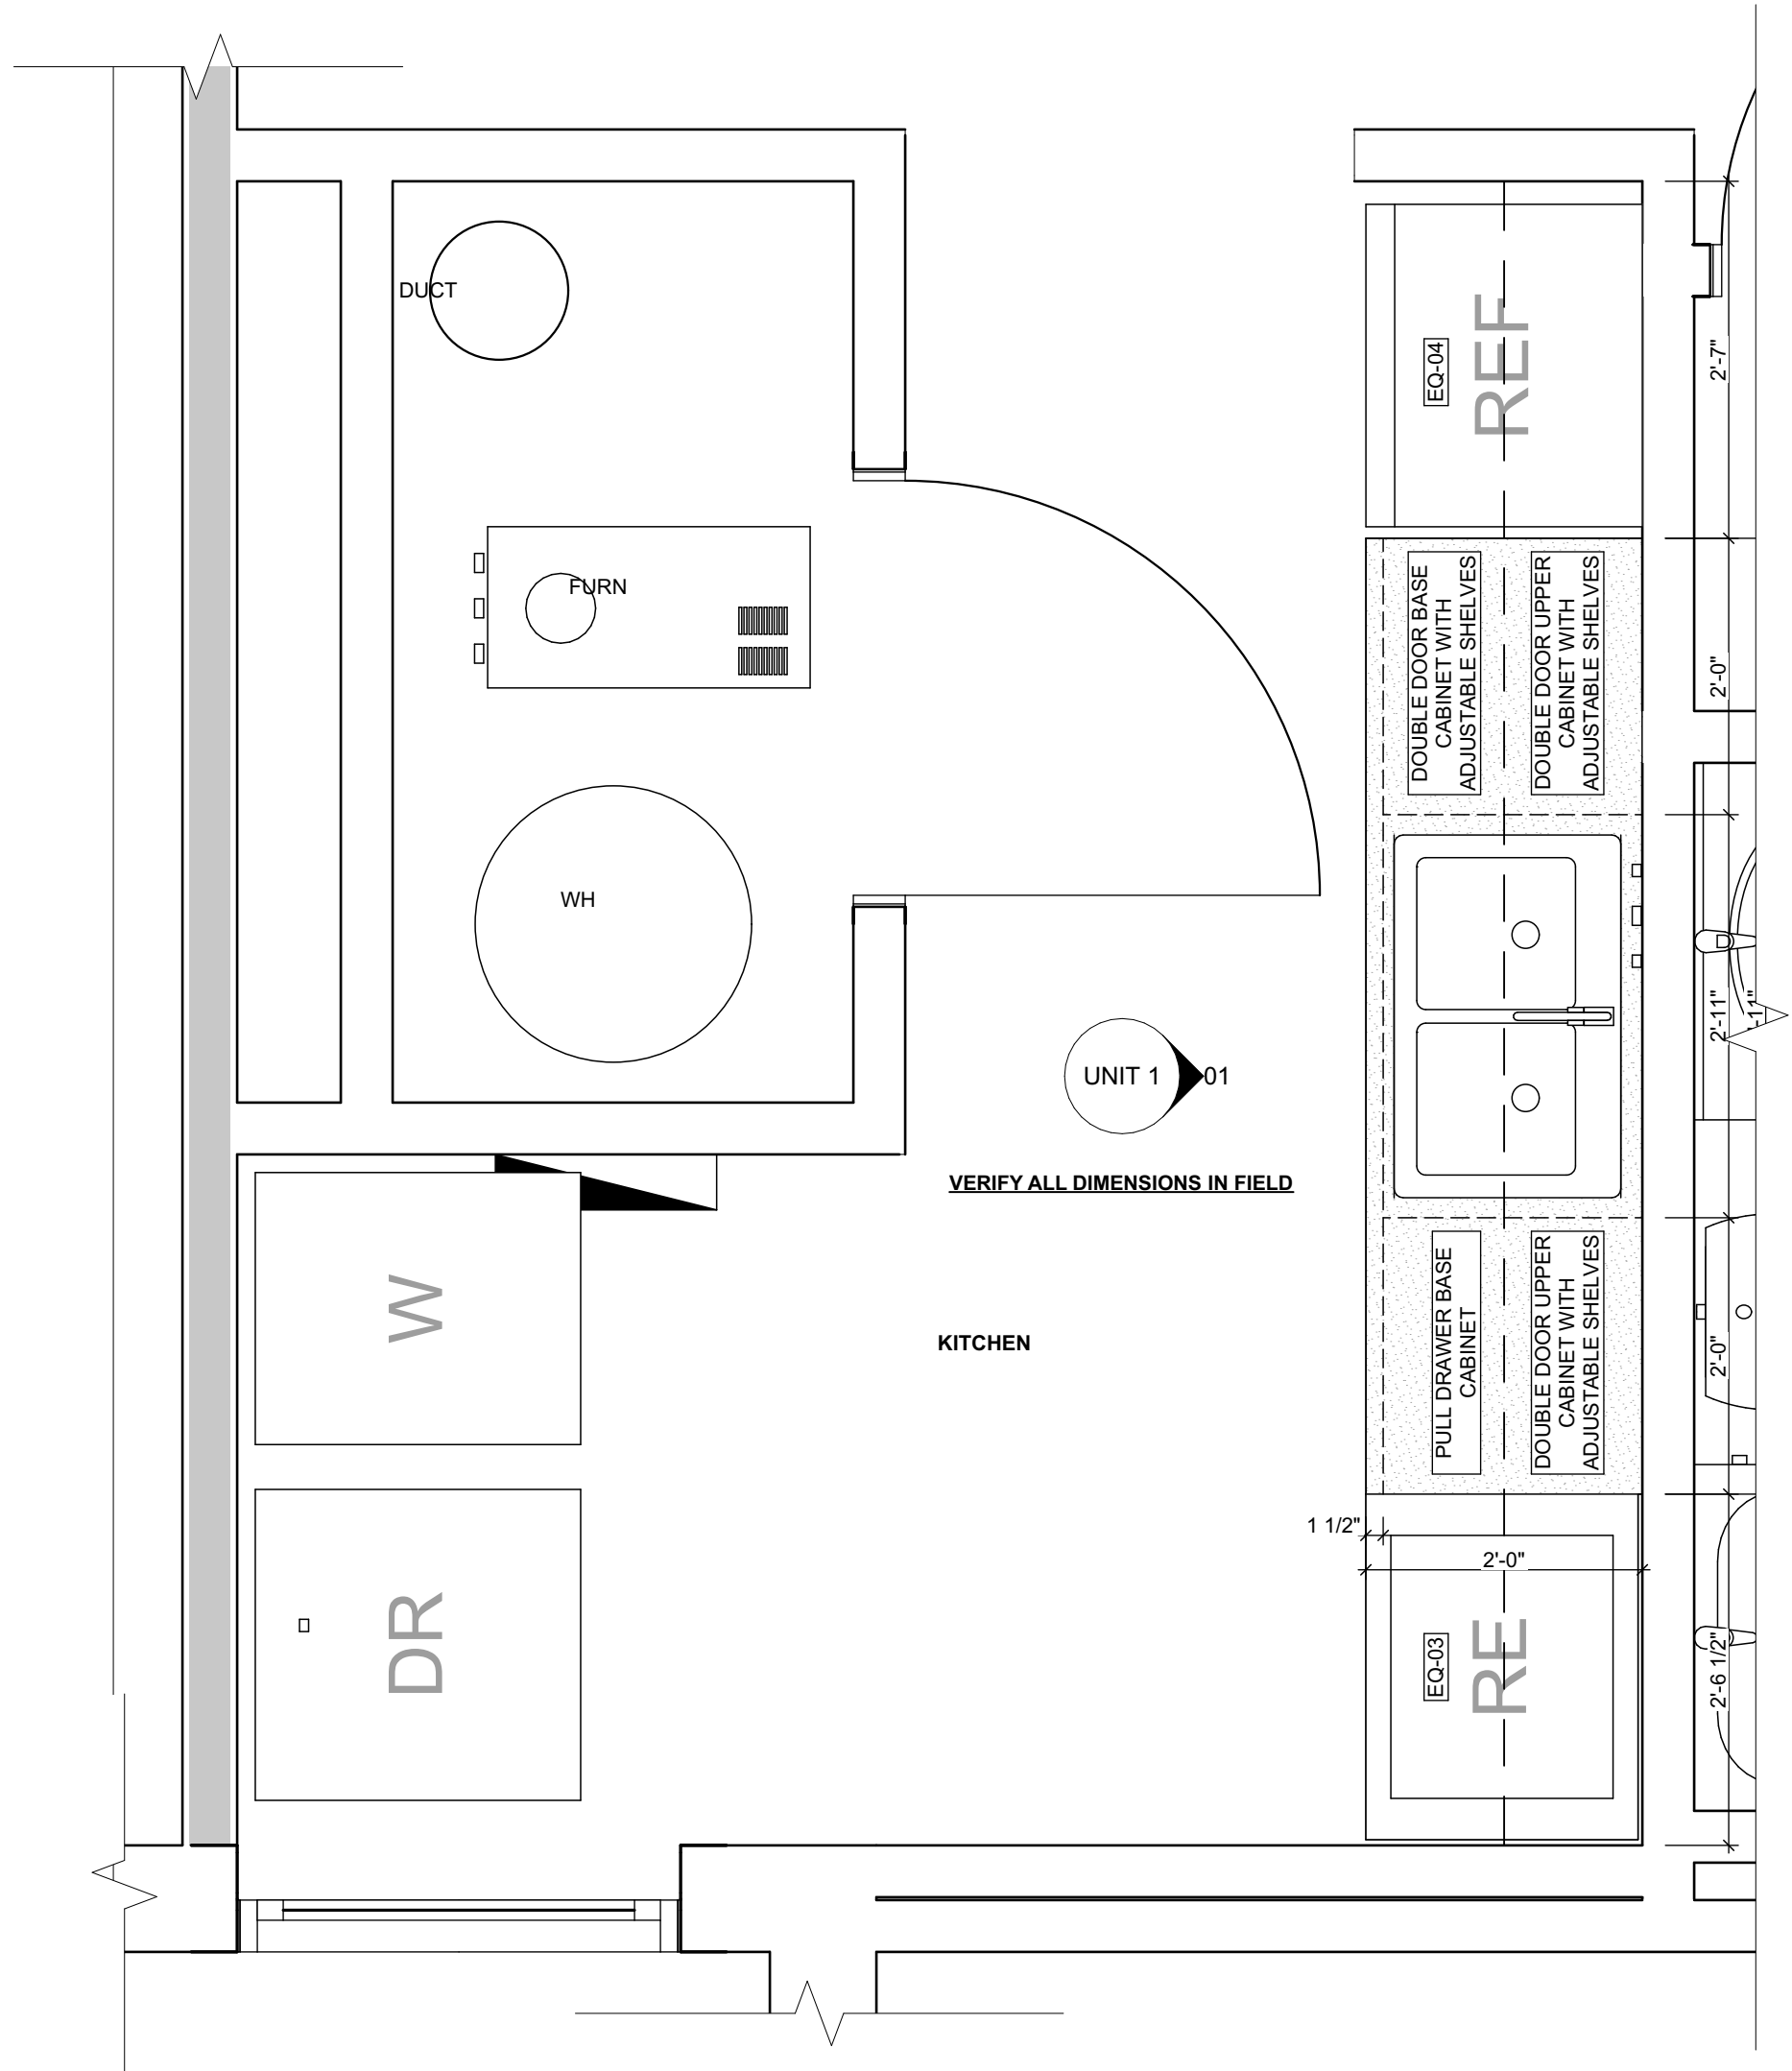 DUCT
EQ-04
REF
2'-7"
FURN
DOUBLE DOOR BASE
CABINET WITH
ADJUSTABLE SHELVES
DOUBLE DOOR UPPER
CABINET WITH
ADJUSTABLE SHELVES
2'-0"
WH
2'-11"
UNIT 1
01
VERIFY ALL DIMENSIONS IN FIELD
W
KITCHEN
PULL DRAWER BASE
CABINET
DOUBLE DOOR UPPER
CABINET WITH
ADJUSTABLE SHELVES
2'-0"
1 1/2"
2'-0"
DR
EQ-03
RE
2'-6 1/2"